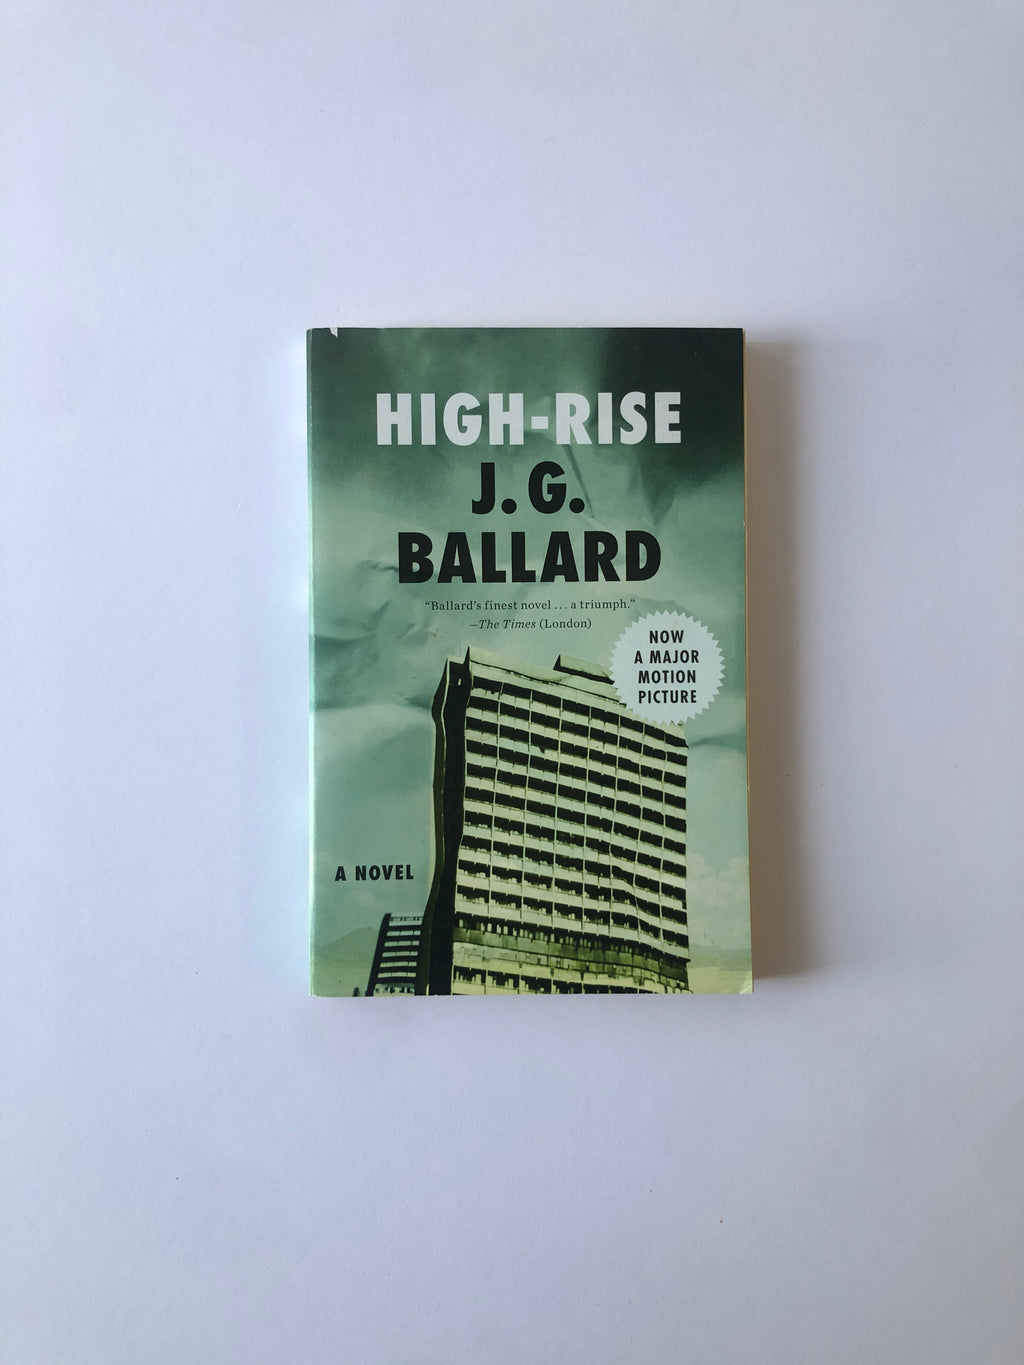 HIGH-RISE
J. G.
BALLARD
“Ballard’s finest novel . . . a triumph.”
—The Times (London)
NOW
A MAJOR
MOTION
PICTURE
A NOVEL